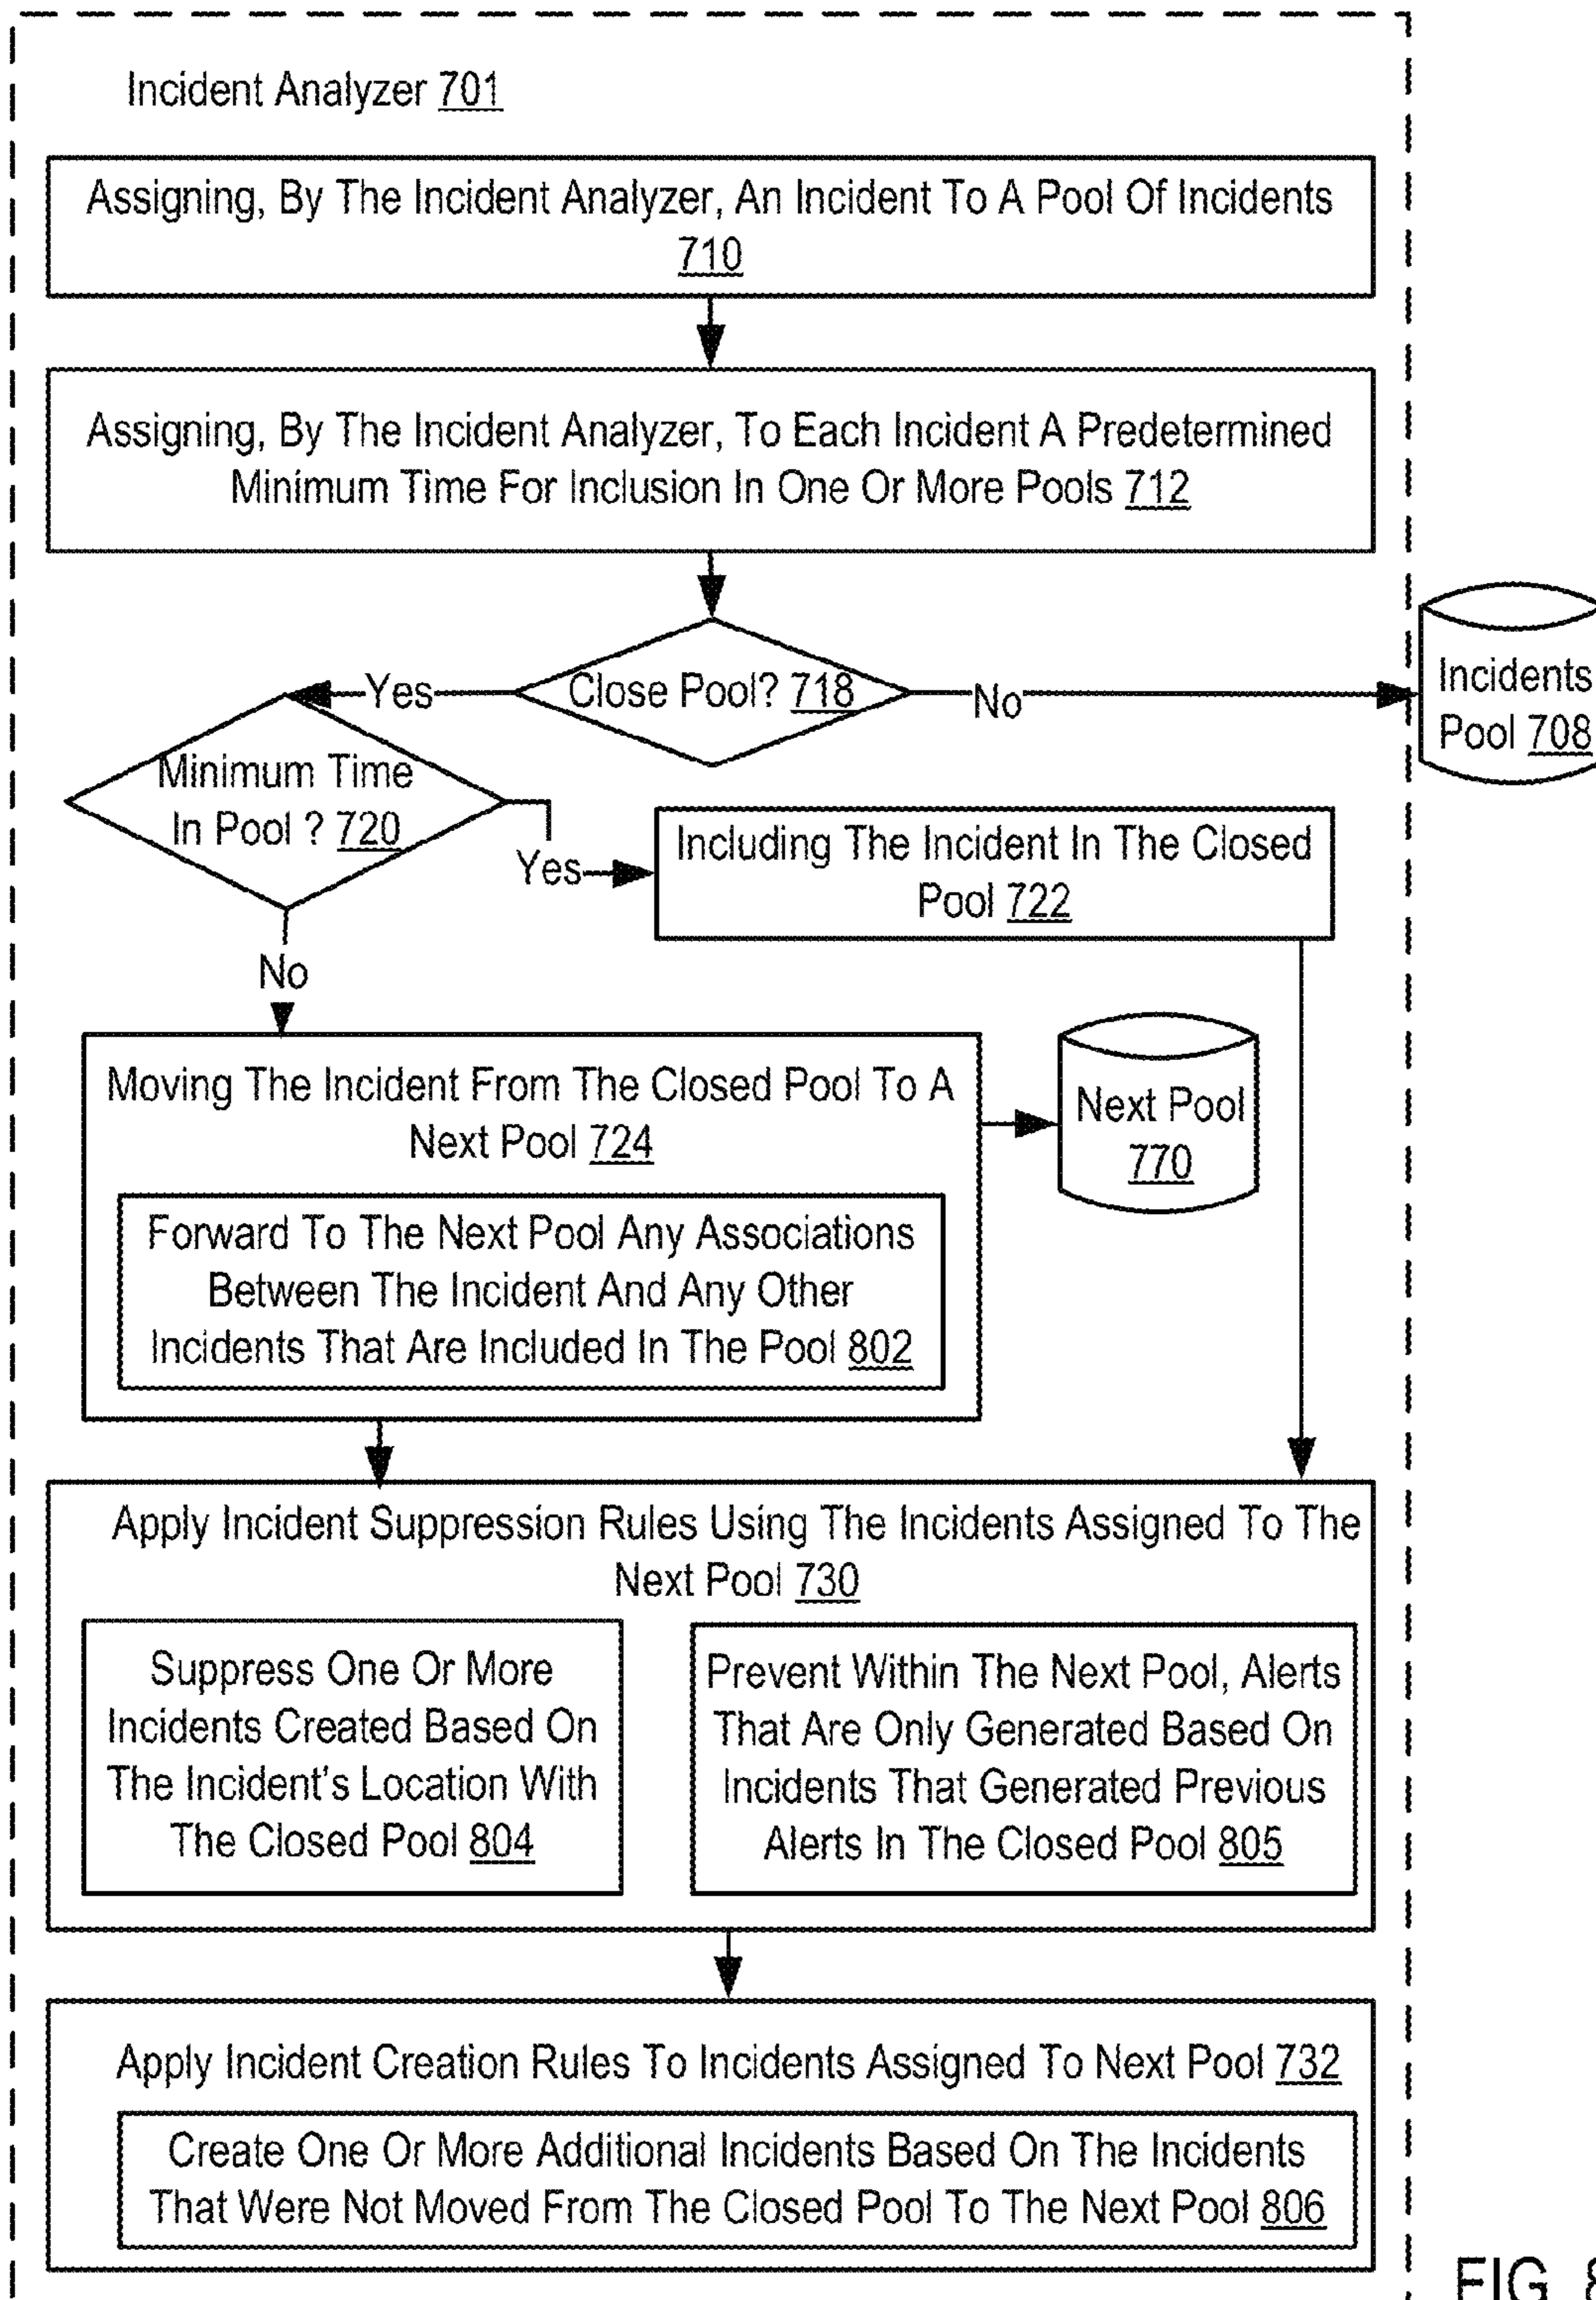 Incident Analyzer 701
Assigning, By The Incident Analyzer, An Incident To A Pool Of Incidents
710
Assigning, By The Incident Analyzer, To Each Incident A Predetermined
Minimum Time For Inclusion In One Or More Pools 712
Close Pool? 718
Yes
No
Incidents
Pool 708
Minimum Time
In Pool ? 720
Yes
Including The Incident In The Closed
Pool 722
No
Moving The Incident From The Closed Pool To A
Next Pool 724
Next Pool
770
Forward To The Next Pool Any Associations
Between The Incident And Any Other
Incidents That Are Included In The Pool 802
Apply Incident Suppression Rules Using The Incidents Assigned To The
Next Pool 730
Suppress One Or More
Incidents Created Based On
The Incident's Location With
The Closed Pool 804
Prevent Within The Next Pool, Alerts
That Are Only Generated Based On
Incidents That Generated Previous
Alerts In The Closed Pool 805
Apply Incident Creation Rules To Incidents Assigned To Next Pool 732
Create One Or More Additional Incidents Based On The Incidents
That Were Not Moved From The Closed Pool To The Next Pool 806
FIG. 8